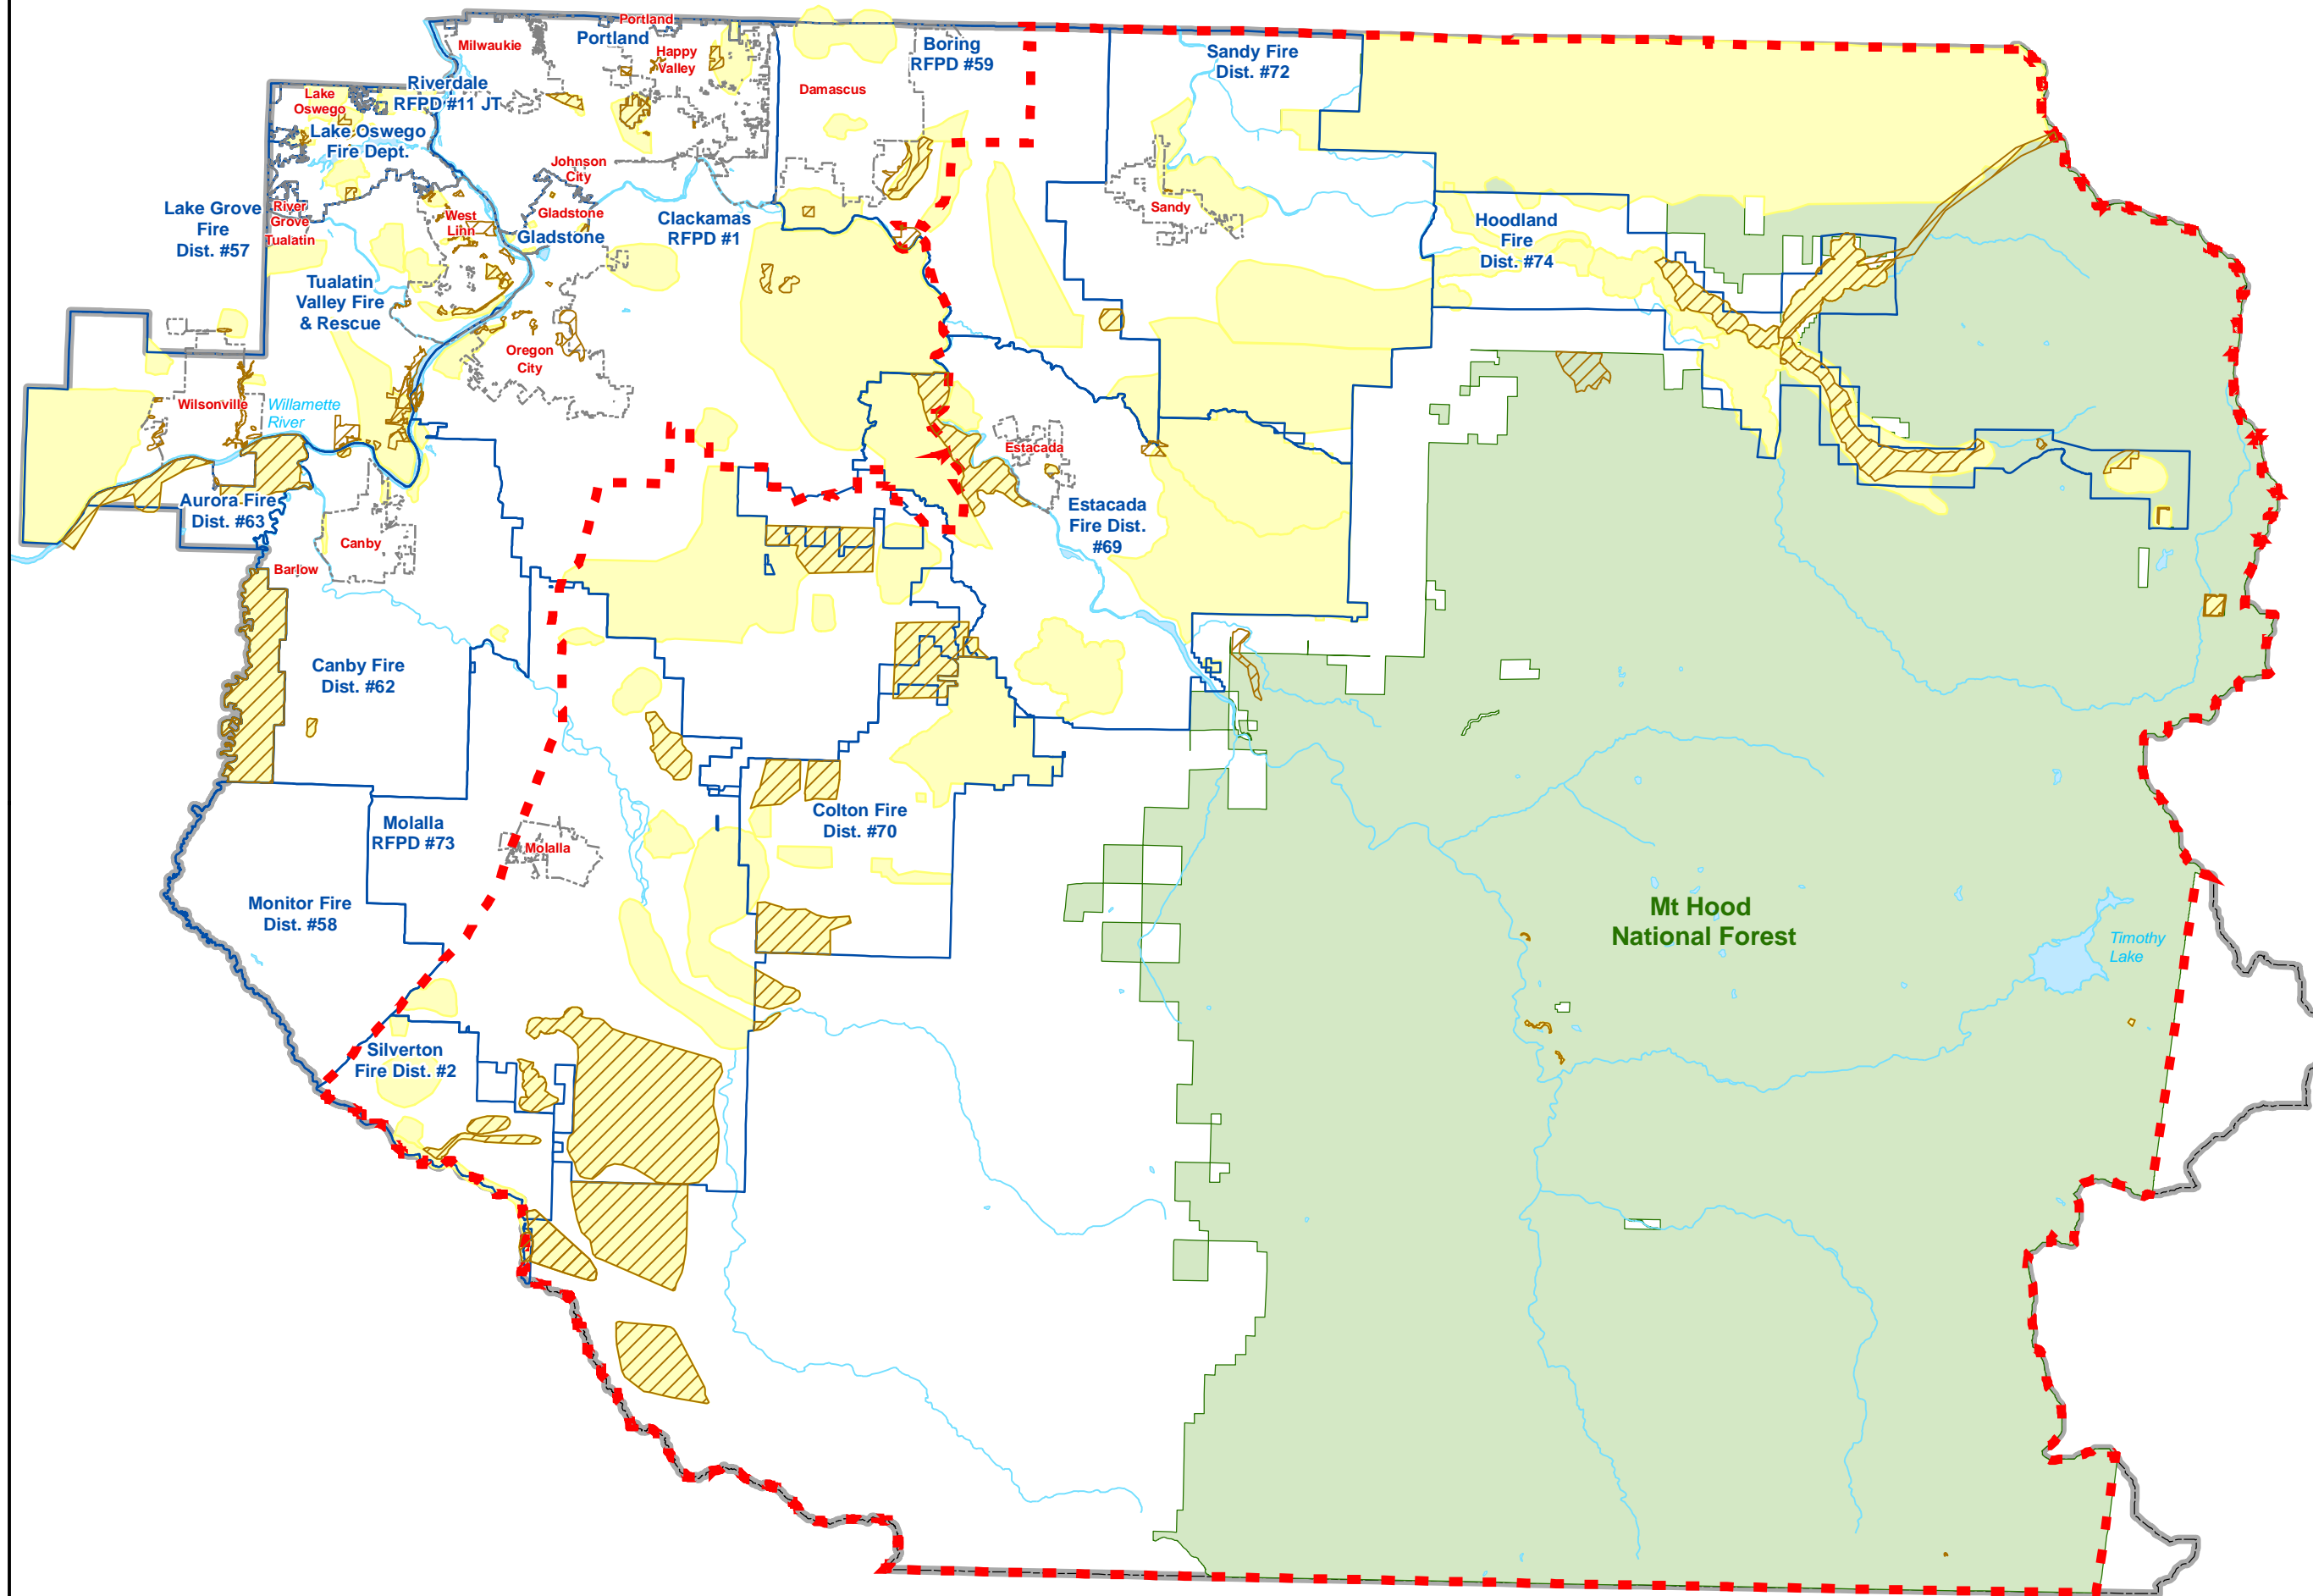 Portland
Portland
Milwaukie
Happy
Valley
Boring
RFPD #59
Sandy Fire
Dist. #72
Riverdale
RFPD #11 JT
Lake
Oswego
Damascus
Lake Oswego
Fire Dept.
Johnson
City
Lake Grove
Fire
Dist. #57
River
Grove
Tualatin
West
Linn
Gladstone
Gladstone
Clackamas
RFPD #1
Sandy
Hoodland
Fire
Dist. #74
Tualatin
Valley Fire
& Rescue
Oregon
City
Wilsonville
Willamette
River
Estacada
Aurora Fire
Dist. #63
Canby
Estacada
Fire Dist.
#69
Barlow
Canby Fire
Dist. #62
Molalla
RFPD #73
Molalla
Colton Fire
Dist. #70
Monitor Fire
Dist. #58
Mt Hood
National Forest
Timothy
Lake
Silverton
Fire Dist. #2